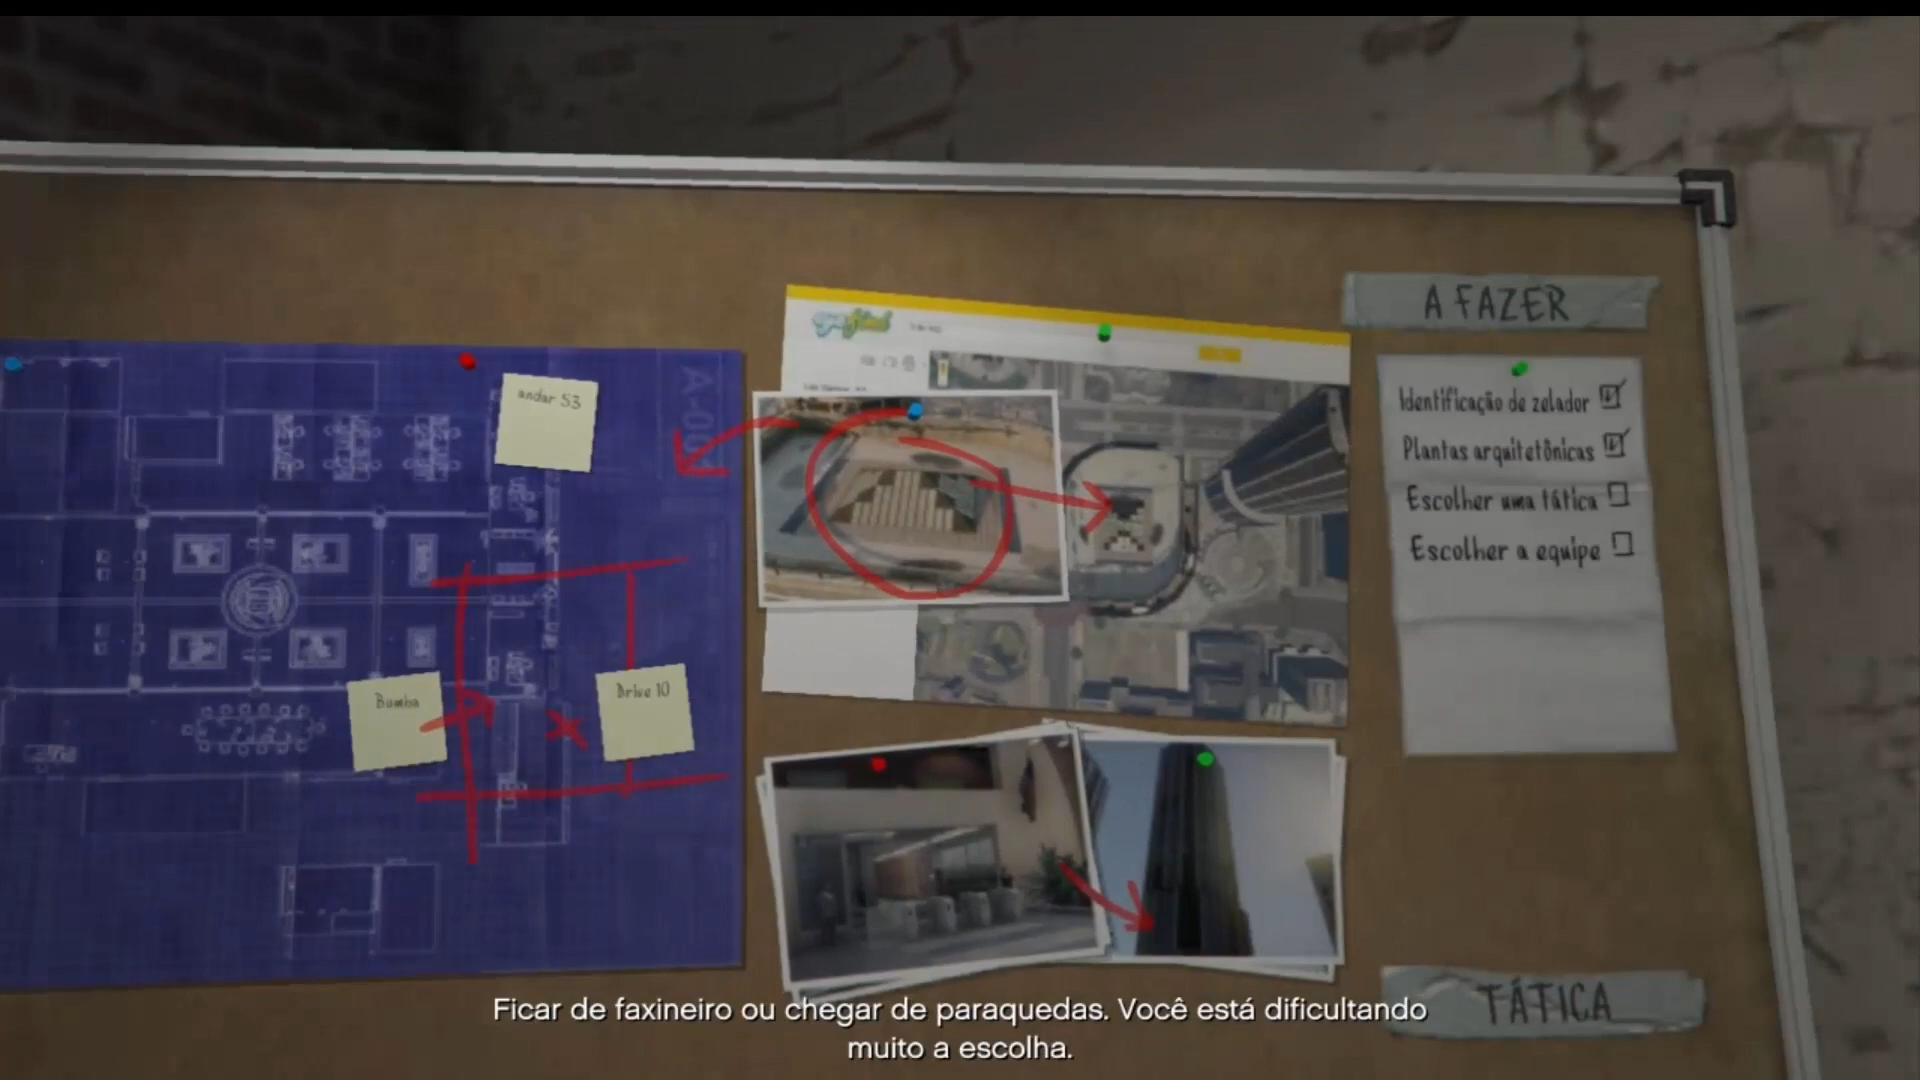 A FAZER
andar 53
A-00
Identificação de zelador
Plantas arquitetônicas
Escolher uma tática
Escolher a equipe
Bomba
Drive 10
TÁTICA
Ficar de faxineiro ou chegar de paraquedas. Você está dificultando
muito a escolha.